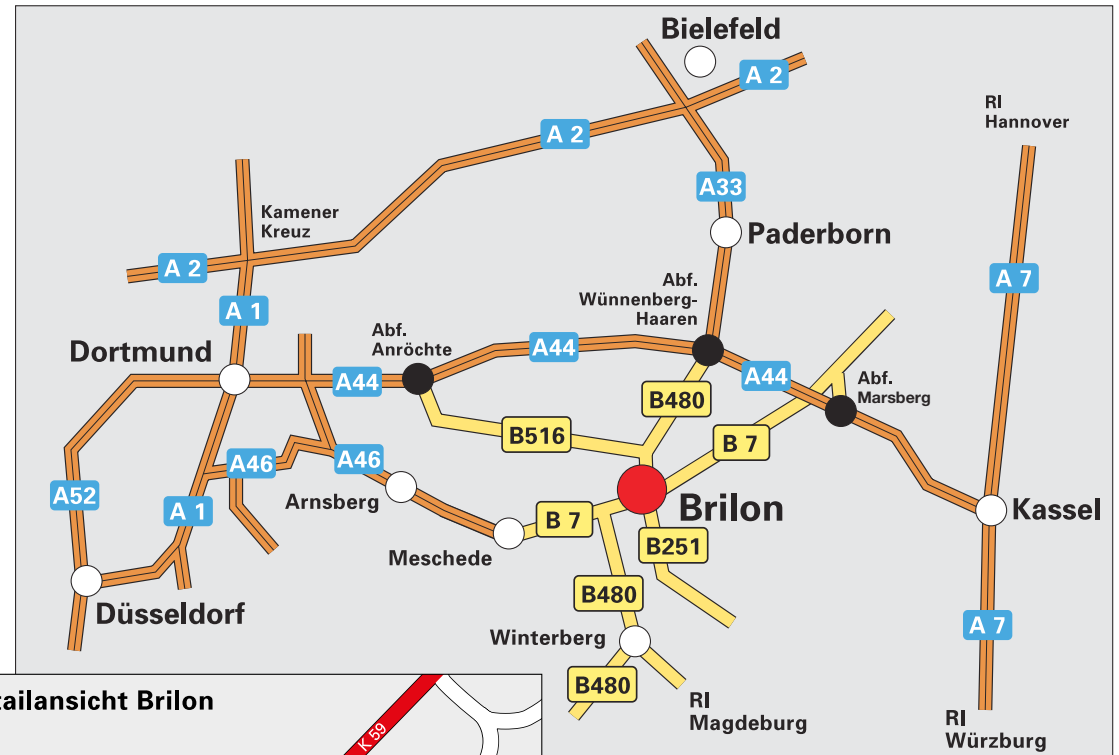 Bielefeld
A 2
RI
Hannover
A 2
A33
Kamener
Kreuz
Paderborn
A 2
A 7
Abf.
Wünnenberg-
Haaren
A 1
Abf.
Anröchte
Dortmund
A44
A44
A44
Abf.
Marsberg
B480
B516
B 7
A46
A46
A52
Arnsberg
A 1
Brilon
Kassel
B 7
B251
Meschede
B480
Düsseldorf
A 7
Winterberg
B480
RI
Magdeburg
RI
Würzburg
tailansicht Brilon
K 59